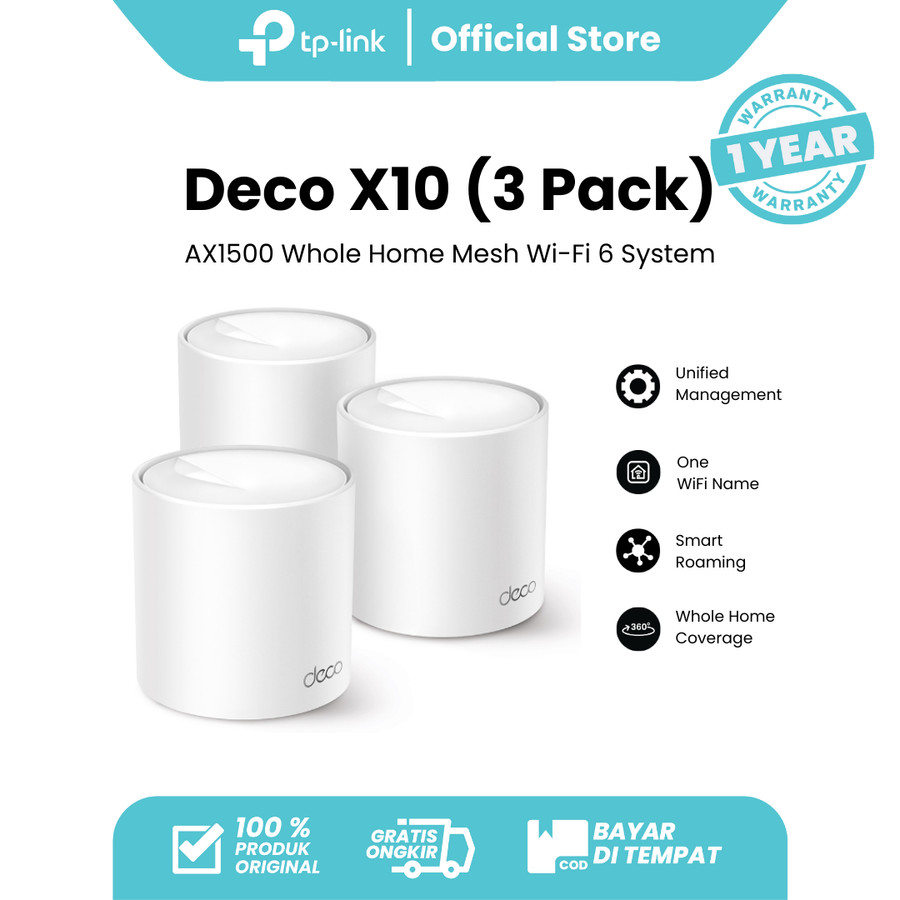 tp-link | Official Store
WARRANTY
1 YEAR
WARRANTY
Deco X10 (3 Pack)
AX1500 Whole Home Mesh Wi-Fi 6 System
Unified
Management
One
WiFi Name
Smart
Roaming
360°
Whole Home
Coverage
deco
deco
100 %
PRODUK
ORIGINAL
GRATIS
ONGKIR
COD
BAYAR
DI TEMPAT